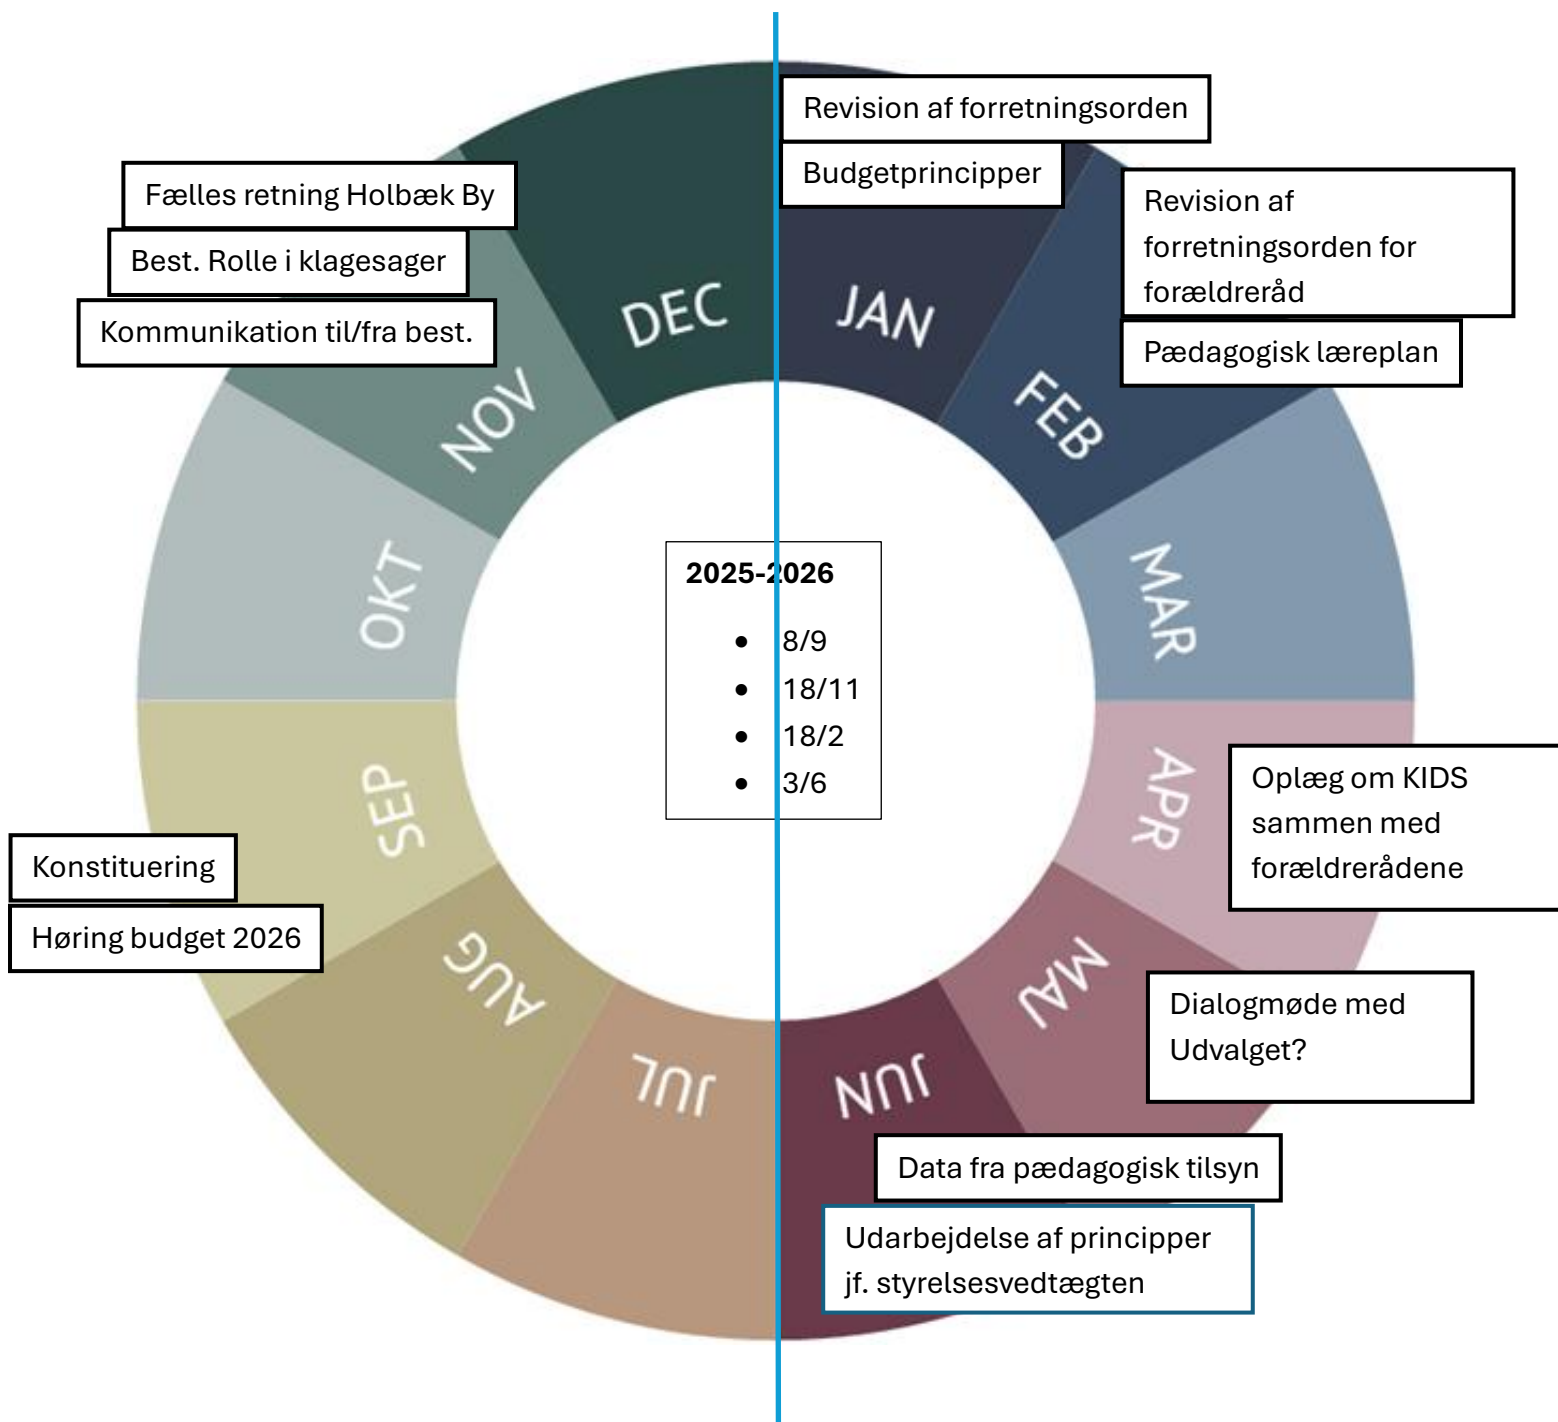 Revision af forretningsorden
Budgetprincipper
Fælles retning Holbæk By
Best. Rolle i klagesager
Kommunikation til/fra best.
Revision af
forretningsorden for
forældreråd
Pædagogisk læreplan
DEC
JAN
NOV
FEB
OKT
MAR
2025-2026
• 8/9
• 18/11
• 18/2
• 3/6
SEP
APR
Oplæg om KIDS
sammen med
forældrerådene
Konstituering
Høring budget 2026
AUG
MAJ
Dialogmøde med
Udvalget?
JUL
JUN
Data fra pædagogisk tilsyn
Udarbejdelse af principper
jf. styrelsesvedtægten